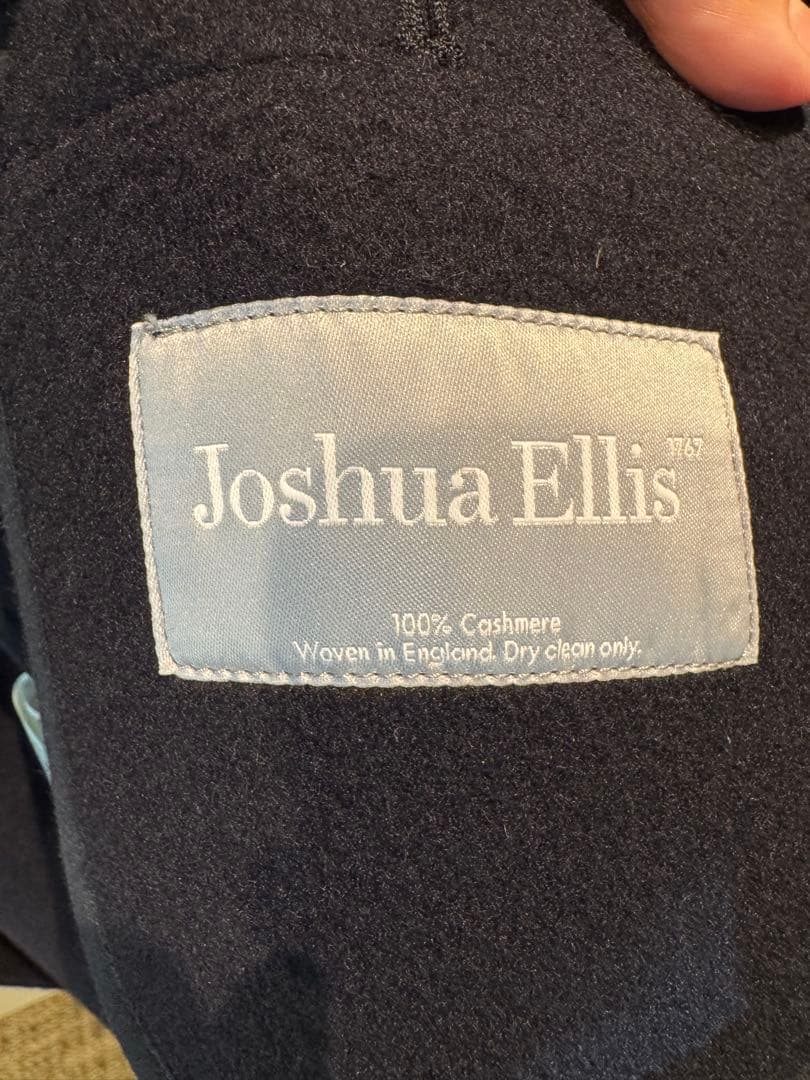 Joshua Ellis 1767
100% Cashmere
Woven in England. Dry clean only.